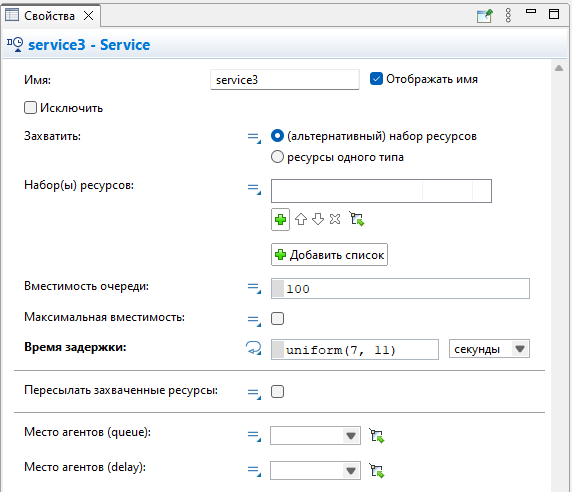 Свойства
service3 - Service
Имя: service3 Отображать имя
Исключить
Захватить: (альтернативный) набор ресурсов
ресурсы одного типа
Набор(ы) ресурсов:
Добавить список
Вместимость очереди: 100
Максимальная вместимость:
Время задержки: uniform(7, 11) секунды
Пересылать захваченные ресурсы:
Место агентов (queue):
Место агентов (delay):